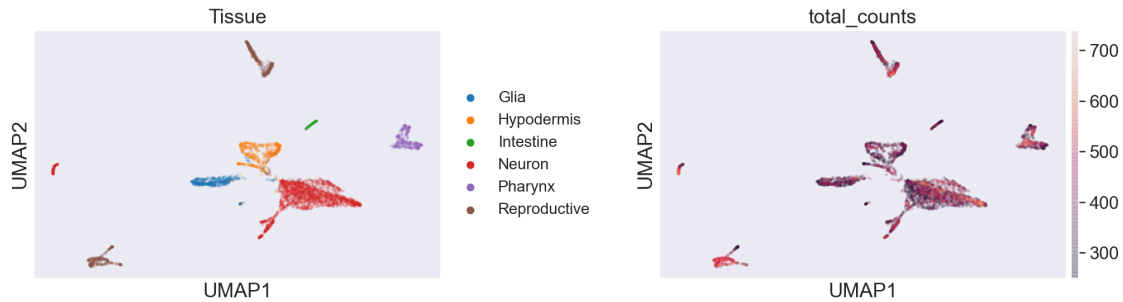 Tissue
UMAP2
UMAP1
Glia
Hypodermis
Intestine
Neuron
Pharynx
Reproductive
total_counts
UMAP2
UMAP1
700
600
500
400
300